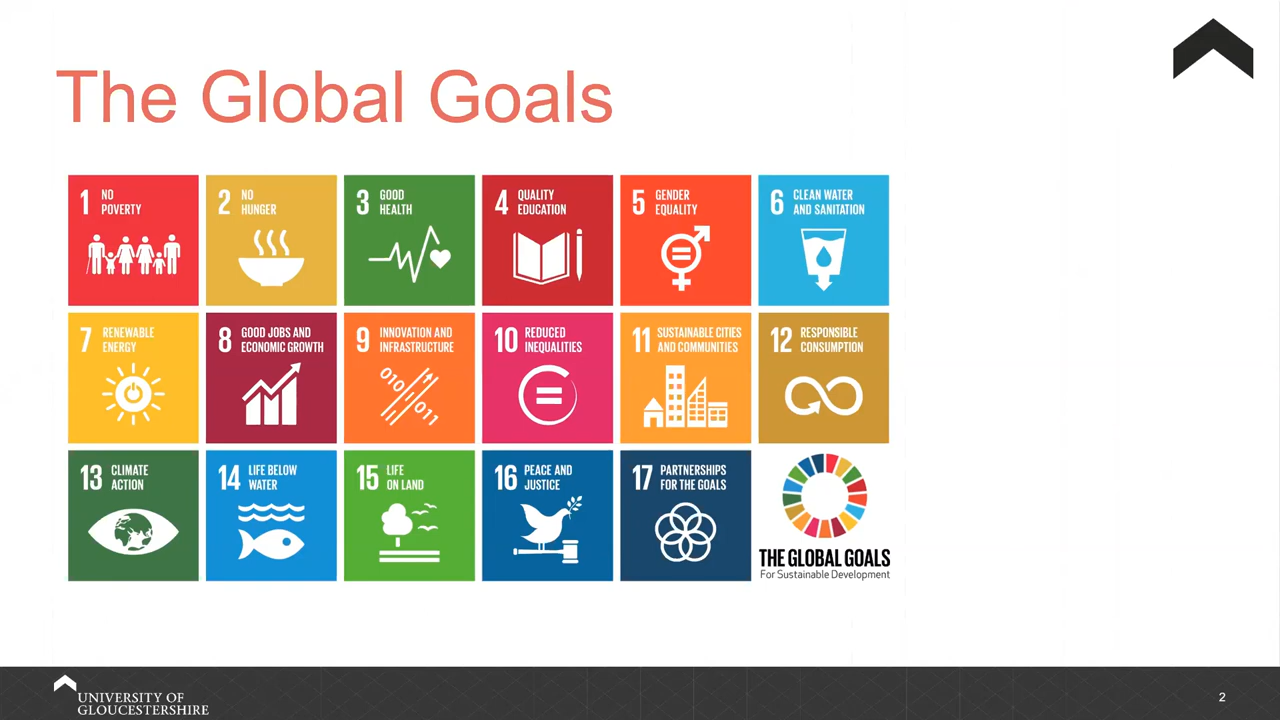 The Global Goals
1 NO
POVERTY
2 NO
HUNGER
3 GOOD
HEALTH
4 QUALITY
EDUCATION
5 GENDER
EQUALITY
6 CLEAN WATER
AND SANITATION
7 RENEWABLE
ENERGY
8 GOOD JOBS AND
ECONOMIC GROWTH
9 INNOVATION AND
INFRASTRUCTURE
010
011
10 REDUCED
INEQUALITIES
11 SUSTAINABLE CITIES
AND COMMUNITIES
12 RESPONSIBLE
CONSUMPTION
13 CLIMATE
ACTION
14 LIFE BELOW
WATER
15 LIFE
ON LAND
16 PEACE AND
JUSTICE
17 PARTNERSHIPS
FOR THE GOALS
THE GLOBAL GOALS
For Sustainable Development
UNIVERSITY OF
GLOUCESTERSHIRE
2